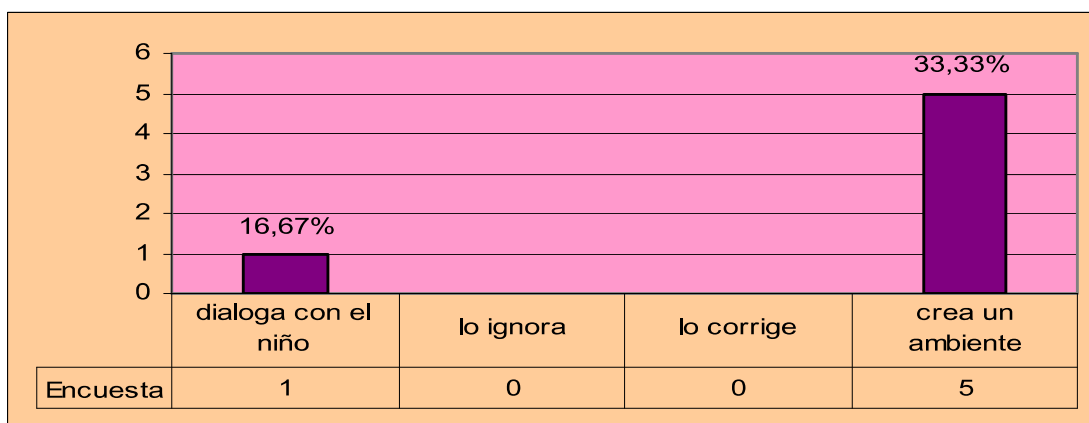 6
5
4
3
2
1
0
16,67%
33,33%
dialoga con el
niño
lo ignora
lo corrige
crea un
ambiente
Encuesta 1 0 0 5